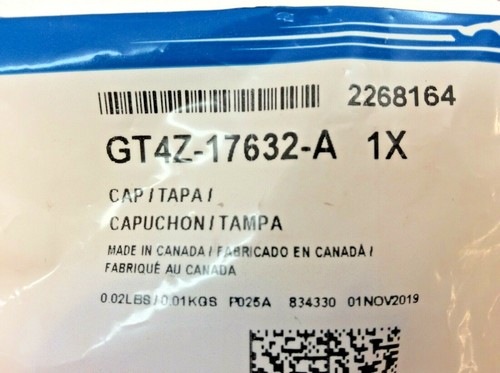 2268164
GT4Z-17632-A 1X
CAP / TAPA /
CAPUCHON / TAMPA
MADE IN CANADA / FABRICADO EN CANADÁ /
FABRIQUÉ AU CANADA
0.02LBS / 0.01KGS P025A 834330 01NOV2019